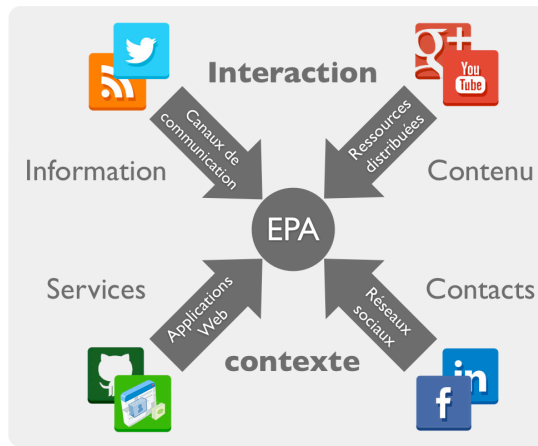 Interaction
g+
You
Tube
Canaux de
communication
Ressources
distribuées
Information
Contenu
EPA
Services
Contacts
Applications
Web
Réseaux
sociaux
contexte
in
f